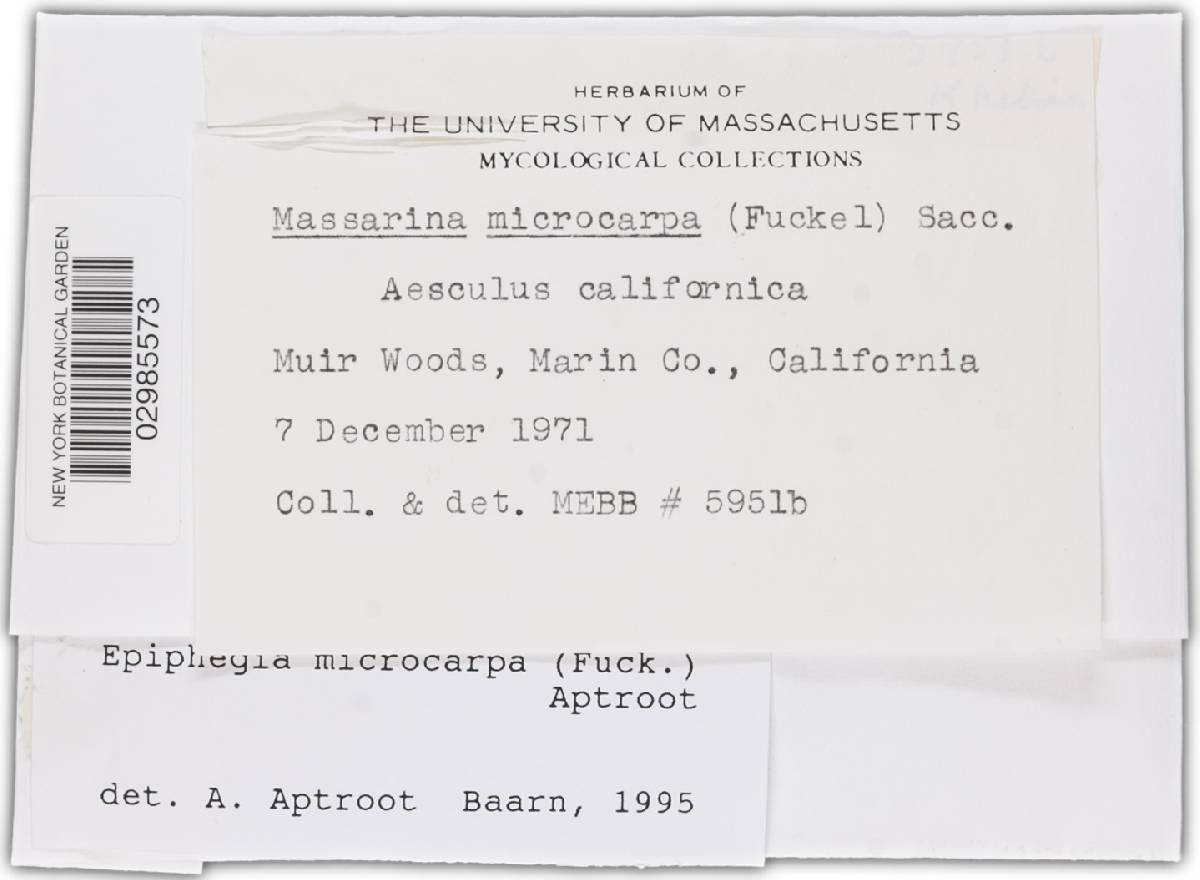 HERBARIUM OF
THE UNIVERSITY OF MASSACHUSETTS
MYCOLOGICAL COLLECTIONS
Massarina microcarpa (Fuckel) Sacc.
Aesculus californica
Muir Woods, Marin Co., California
7 December 1971
Coll. & det. MEBB # 5951b
NEW YORK BOTANICAL GARDEN
02985573
Epiphegia microcarpa (Fuck.)
Aptroot
det. A. Aptroot Baarn, 1995